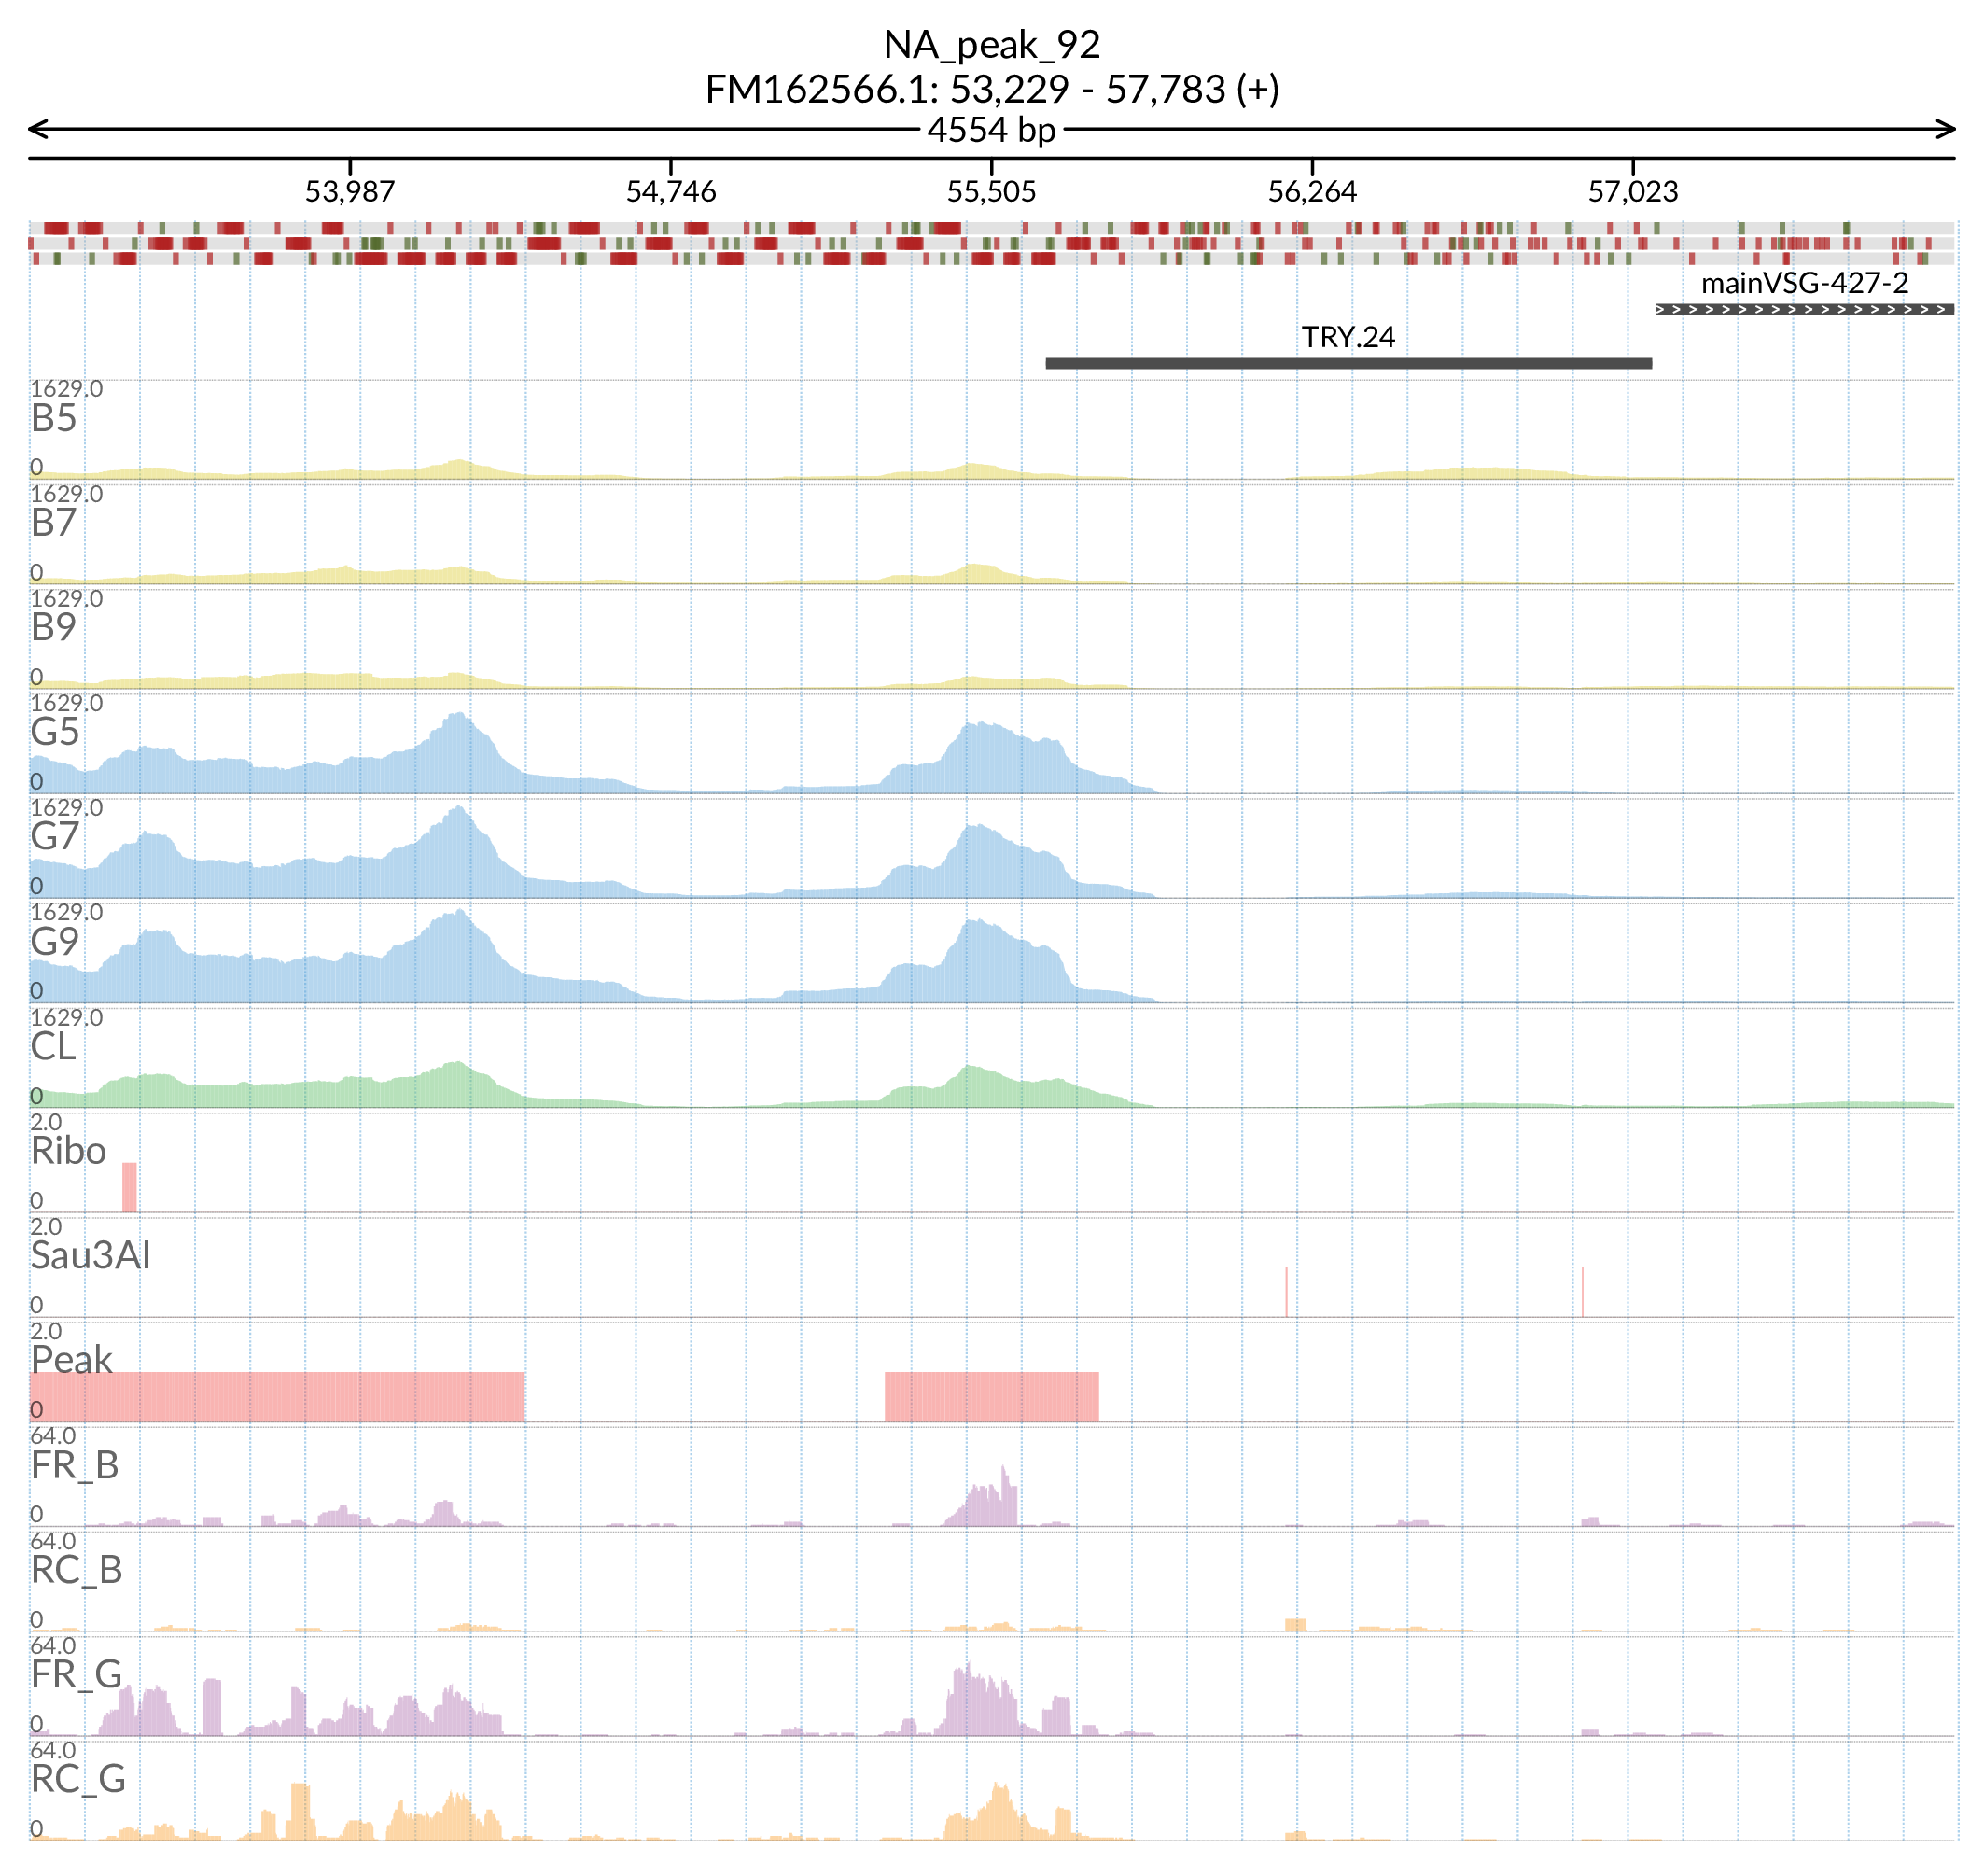 NA_peak_92
FM162566.1: 53,229 - 57,783 (+)
4554 bp
53,987 54,746 55,505 56,264 57,023
mainVSG-427-2
TRY.24
1629.0
B5
0
1629.0
B7
0
1629.0
B9
0
1629.0
G5
0
1629.0
G7
0
1629.0
G9
0
1629.0
CL
0
2.0
Ribo
0
2.0
Sau3AI
0
2.0
Peak
0
64.0
FR_B
0
64.0
RC_B
0
64.0
FR_G
0
64.0
RC_G
0